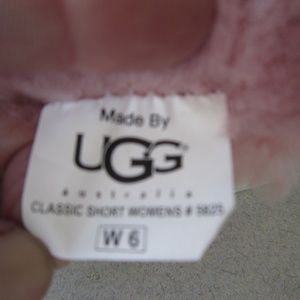 Made By
UGG
australia
CLASSIC SHORT WOMENS # 5825
W 6